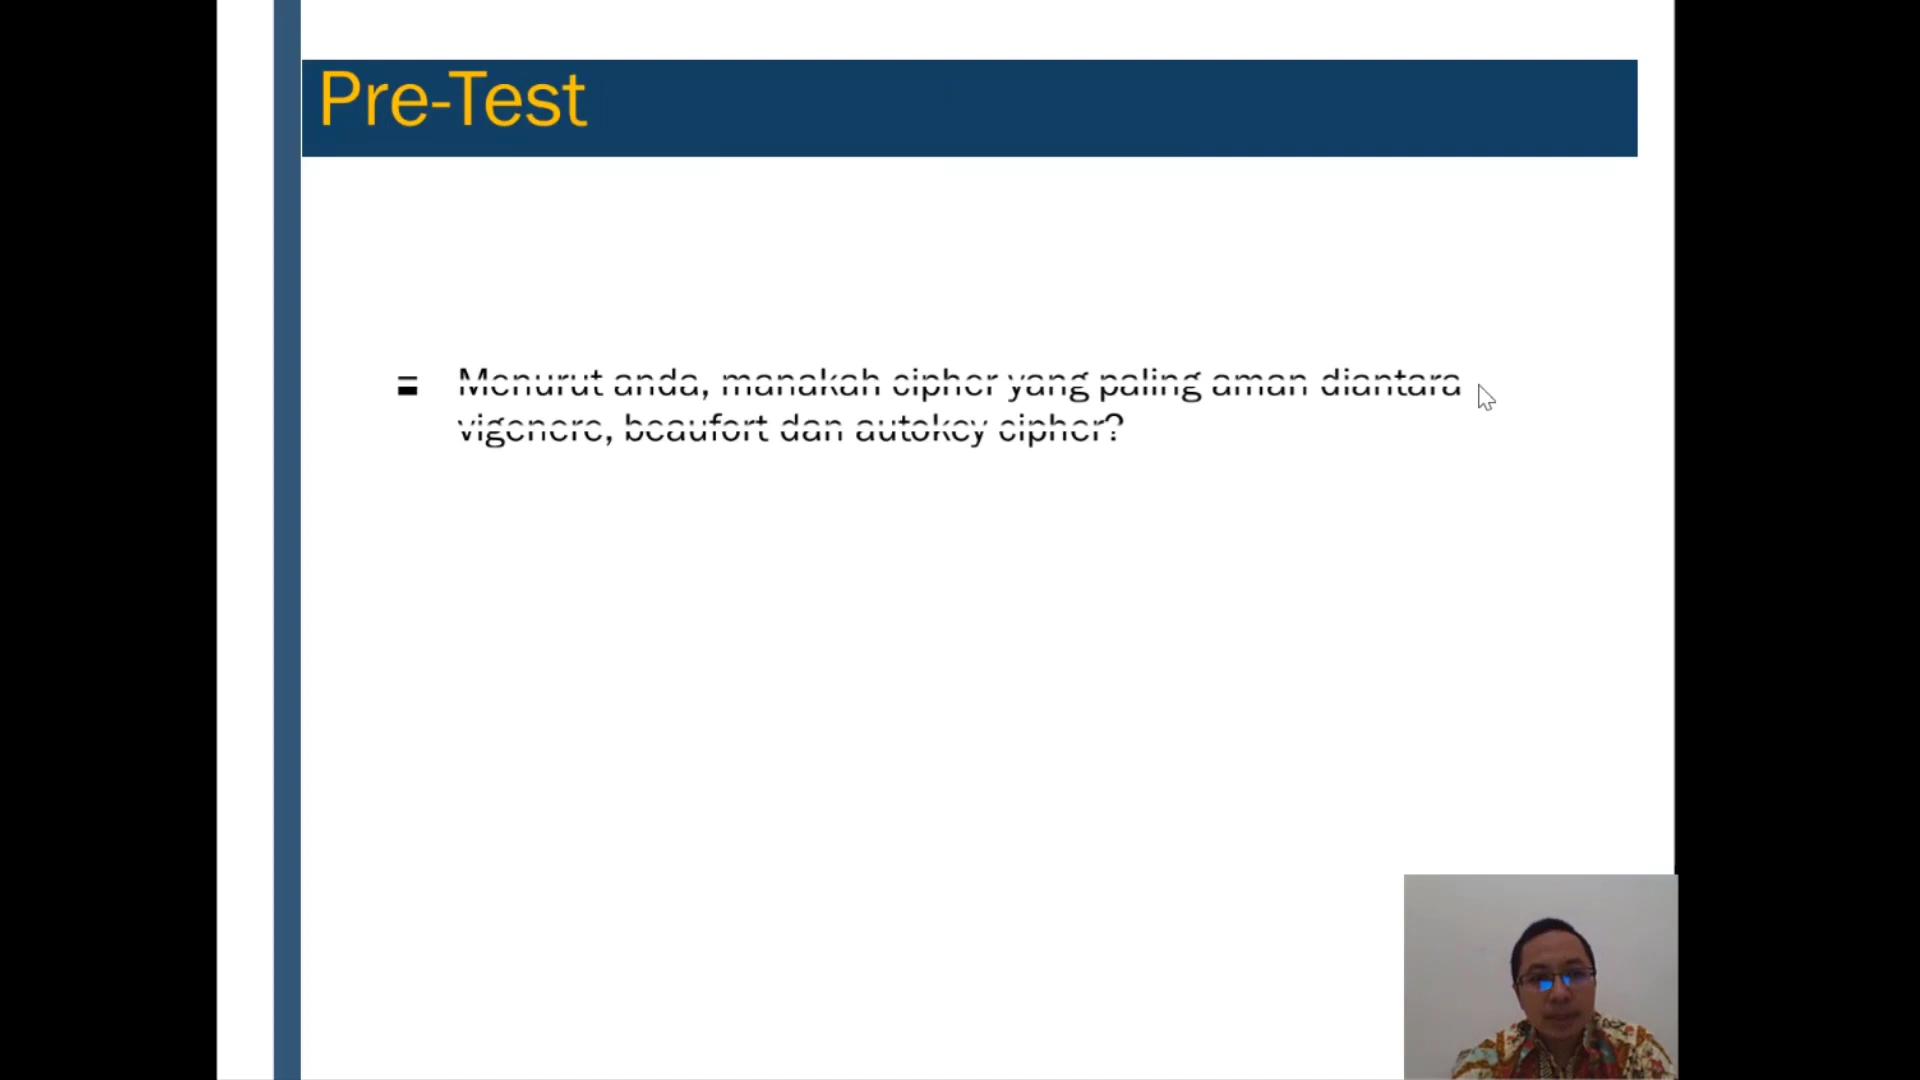 Pre-Test
Menurut anda, manakah cipher yang paling aman diantara
vigenere, beaufort dan autokey cipher?